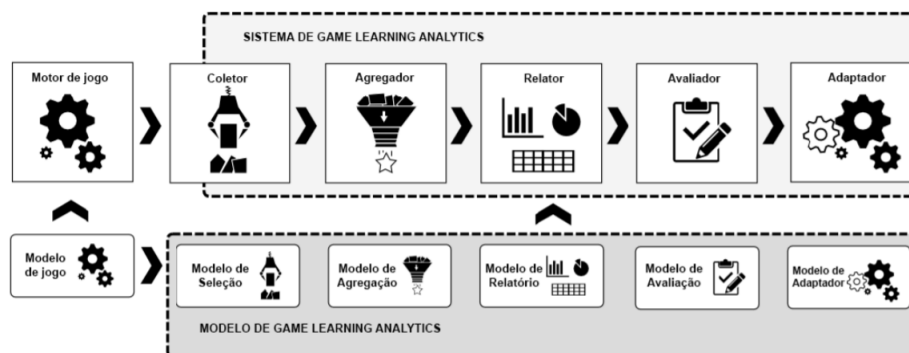 SISTEMA DE GAME LEARNING ANALYTICS
Motor de jogo
Coletor
Agregador
Relator
Avaliador
Adaptador
Modelo
de jogo
Modelo de
Seleção
Modelo de
Agregação
Modelo de
Relatório
Modelo de
Avaliação
Modelo de
Adaptador
MODELO DE GAME LEARNING ANALYTICS